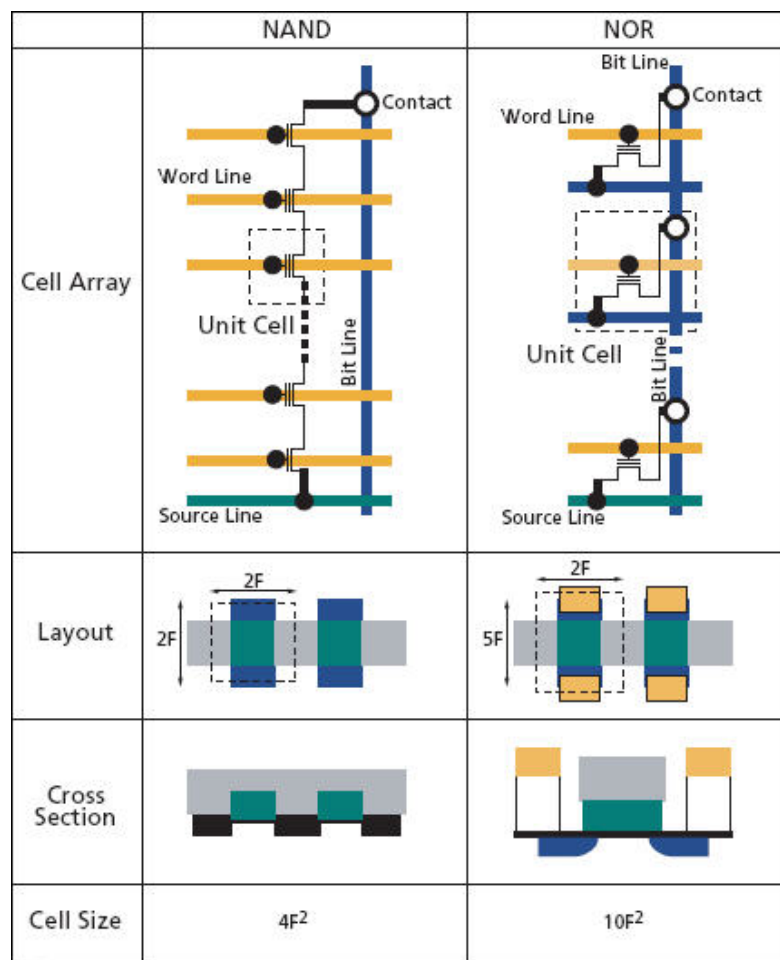 NAND
NOR
Cell Array
Contact
Word Line
Unit Cell
Bit Line
Source Line
Bit Line
Contact
Word Line
Unit Cell
Bit Line
Source Line
Layout
2F
2F
2F
5F
Cross
Section
Cell Size
4F²
10F²